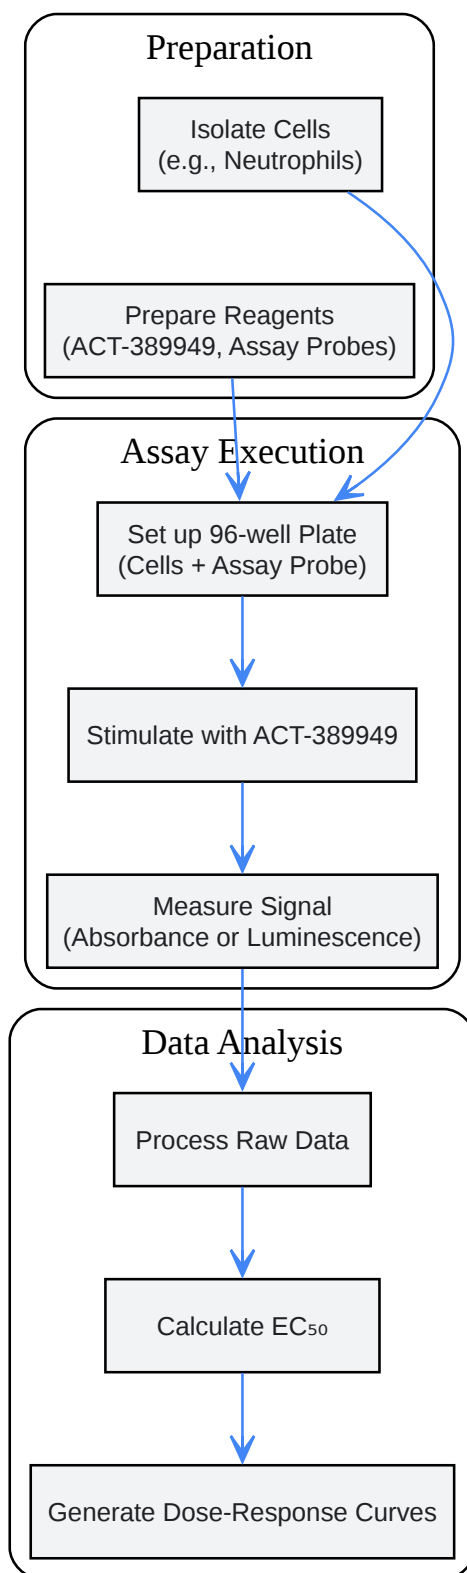 Preparation
Isolate Cells
(e.g., Neutrophils)
Prepare Reagents
(ACT-389949, Assay Probes)
Assay Execution
Set up 96-well Plate
(Cells + Assay Probe)
Stimulate with ACT-389949
Measure Signal
(Absorbance or Luminescence)
Data Analysis
Process Raw Data
Calculate EC₅₀
Generate Dose-Response Curves